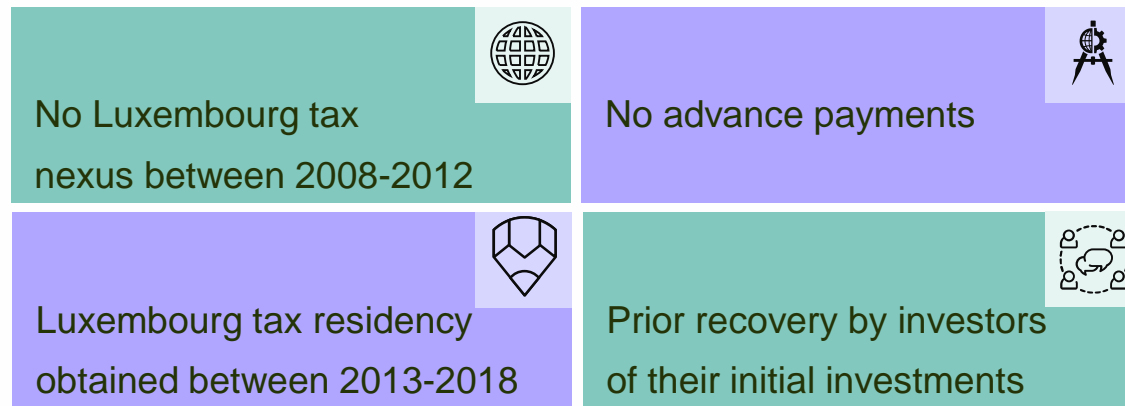 No Luxembourg tax
nexus between 2008-2012
No advance payments
Luxembourg tax residency
obtained between 2013-2018
Prior recovery by investors
of their initial investments